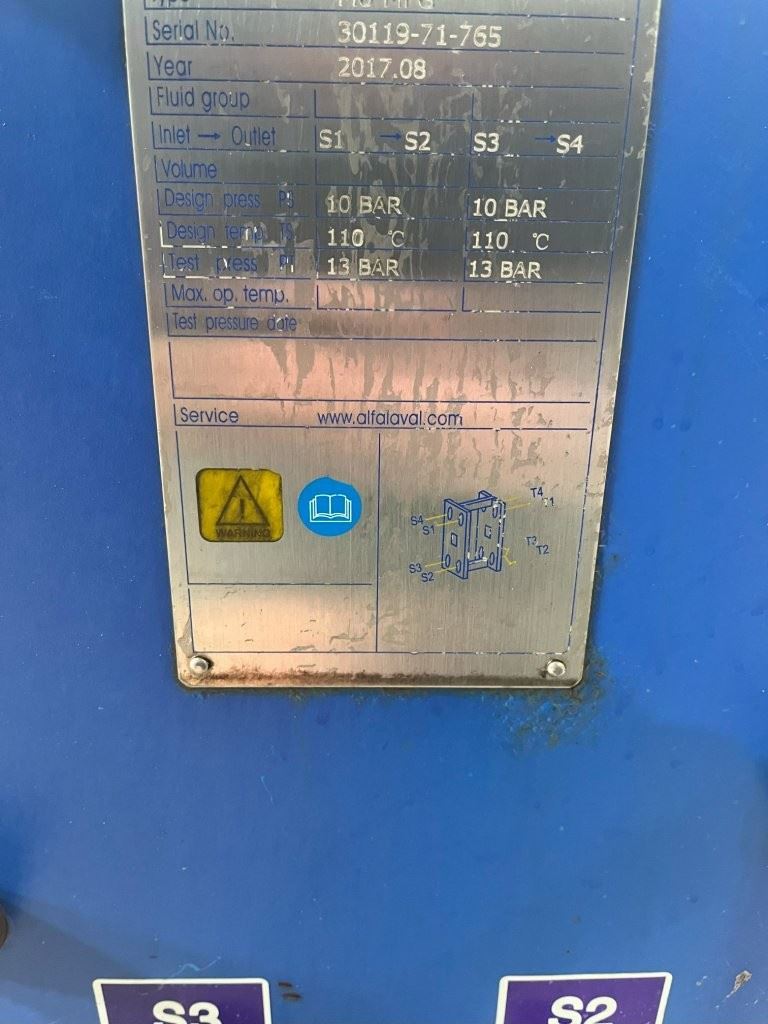 Serial No. 30119-71-765
Year 2017.08
Fluid group
Inlet → Outlet S1 → S2 S3 → S4
Volume
Design press PS 10 BAR 10 BAR
Design temp. TS 110 °C 110 °C
Test press PT 13 BAR 13 BAR
Max. op. temp.
Test pressure date
Service www.alfalaval.com
WARNING
S4 T4
S1 T1
S3 T3
S2 T2
S3 S2